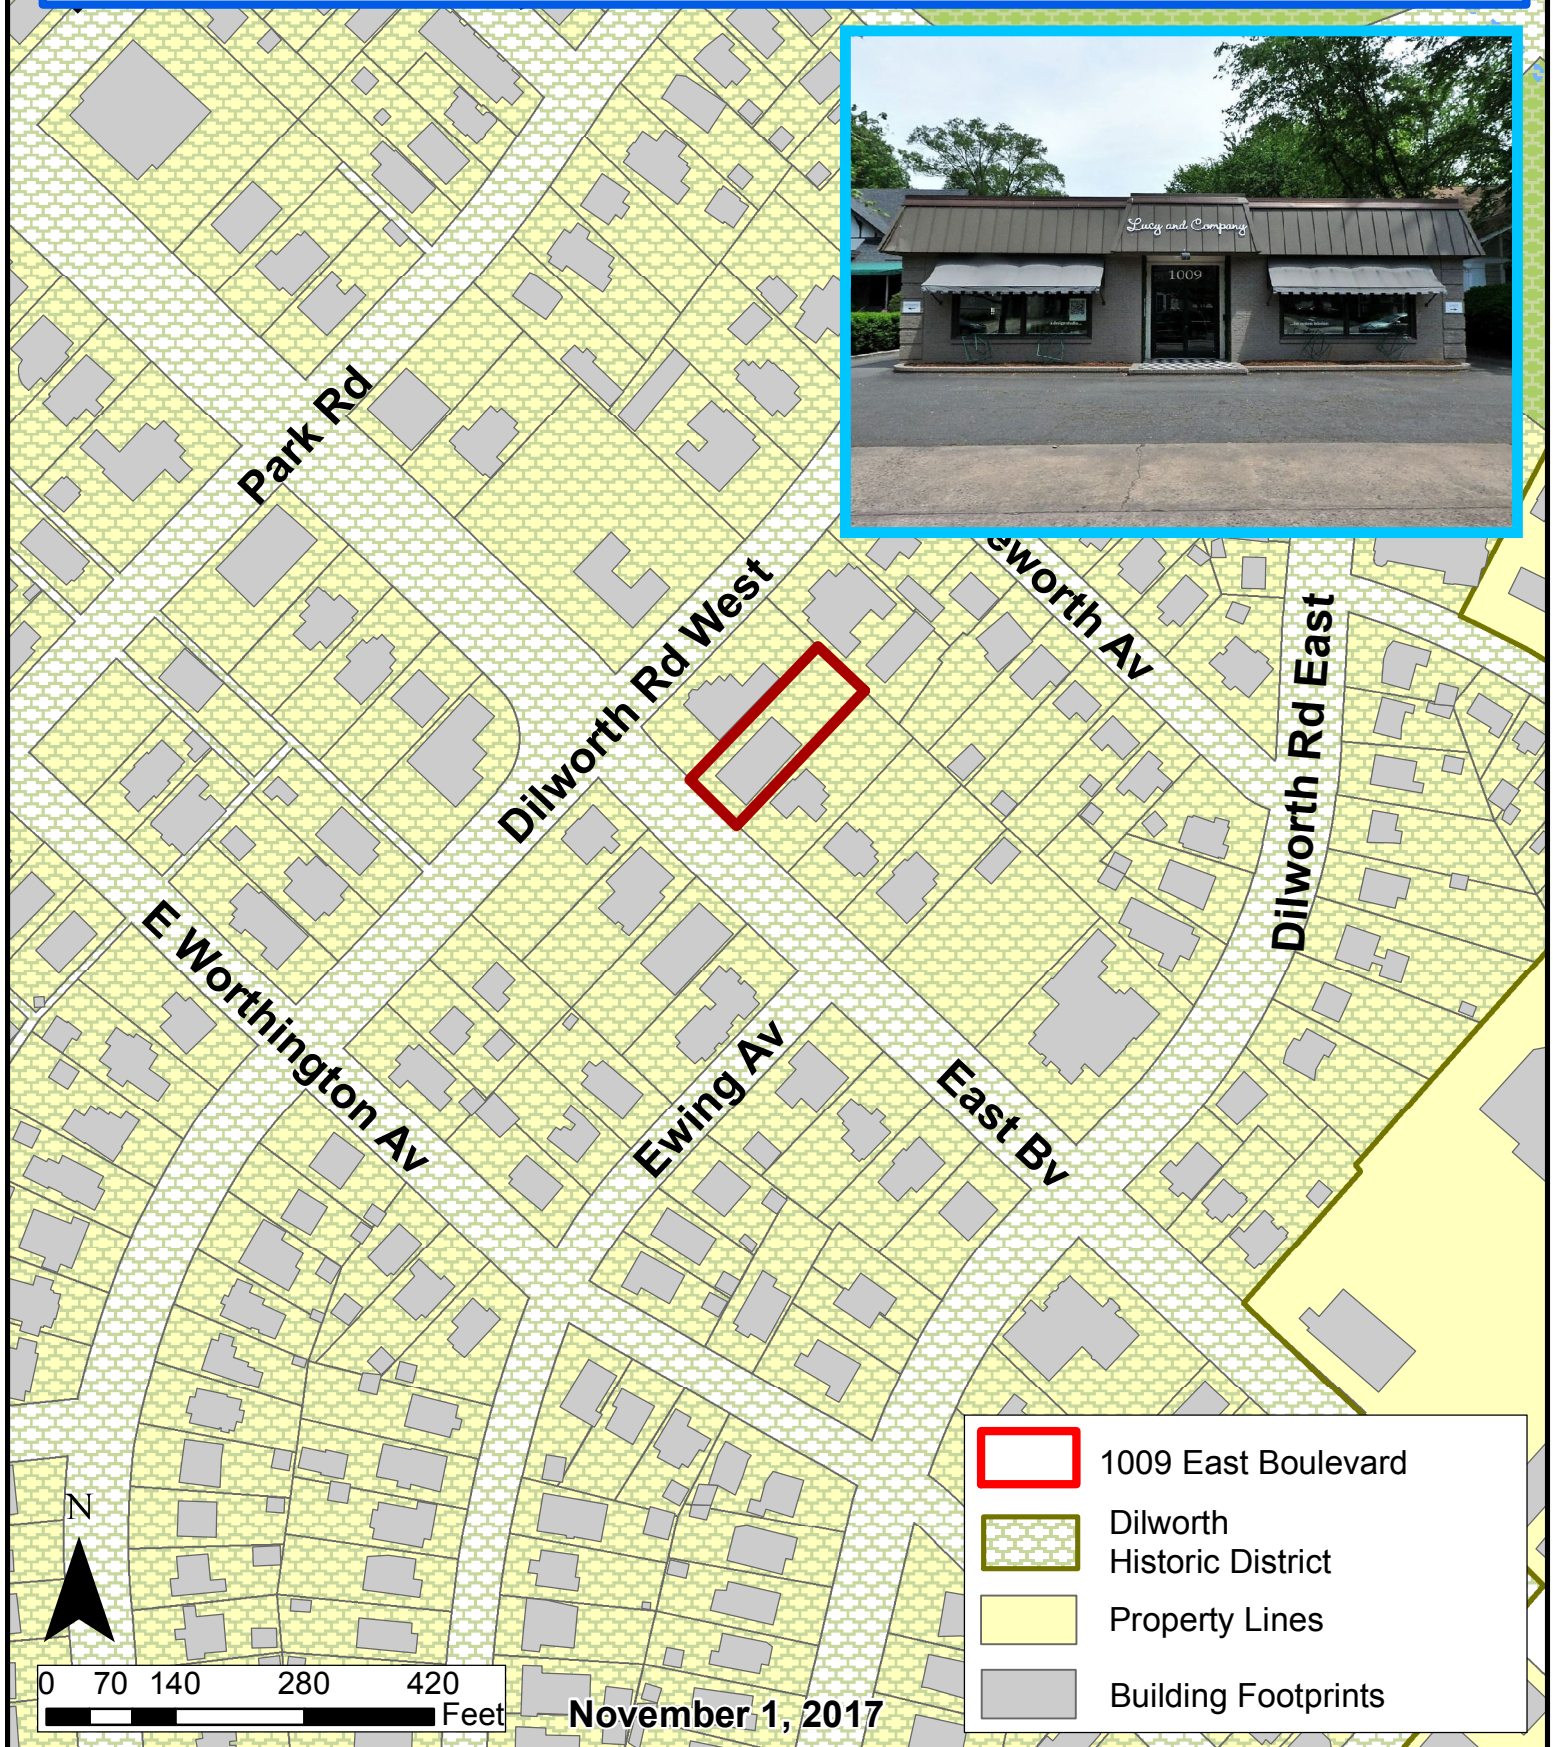 Lucy and Company
1009
Park Rd
Dilworth Rd West
eworth Av
Dilworth Rd East
E Worthington Av
Ewing Av
East Bv
1009 East Boulevard
Dilworth
Historic District
Property Lines
Building Footprints
N
0 70 140 280 420
Feet
November 1, 2017